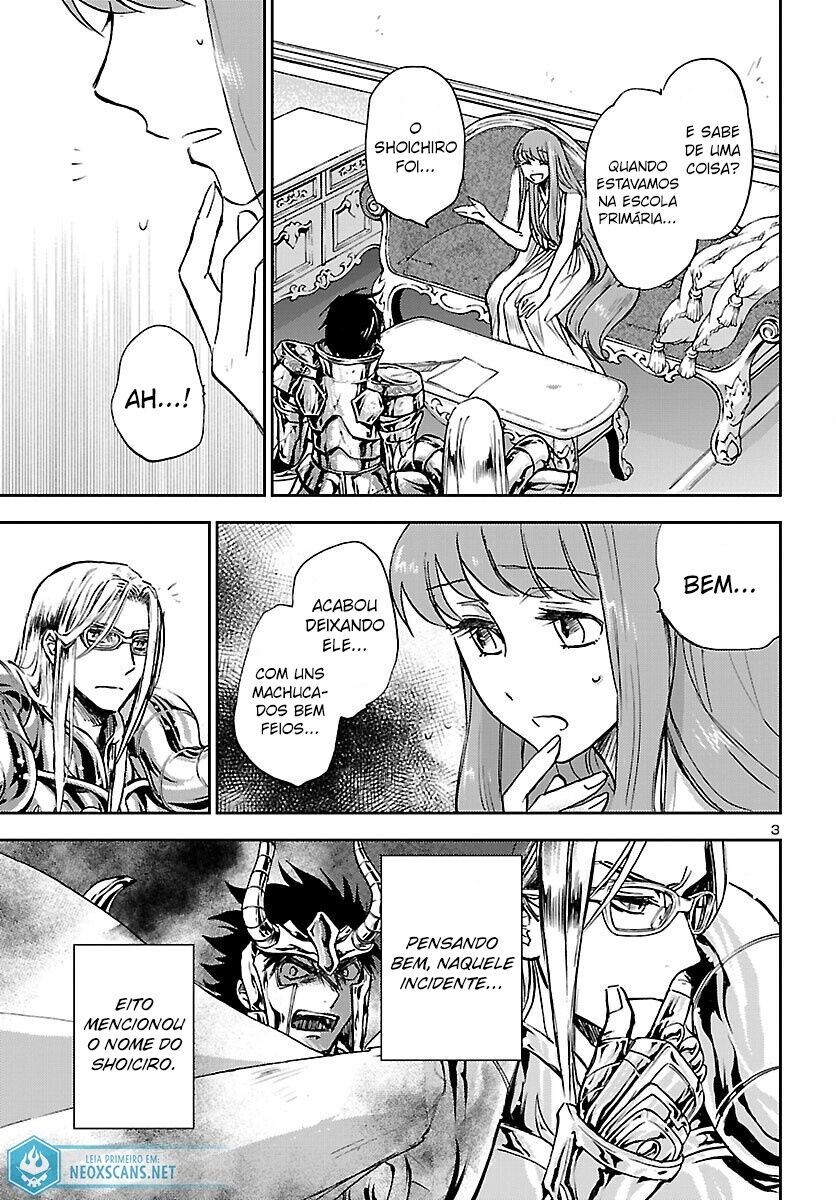 E SABE
DE UMA
COISA?
QUANDO
ESTAVAMOS
NA ESCOLA
PRIMÁRIA...
O
SHOICHIRO
FOI...
AH...!
BEM...
ACABOU
DEIXANDO
ELE...
COM UNS
MACHUCA-
DOS BEM
FEIOS...
3
PENSANDO
BEM, NAQUELE
INCIDENTE...
EITO
MENCIONOU
O NOME DO
SHOICIRO.
LEIA PRIMEIRO EM:
NEOXSCANS.NET